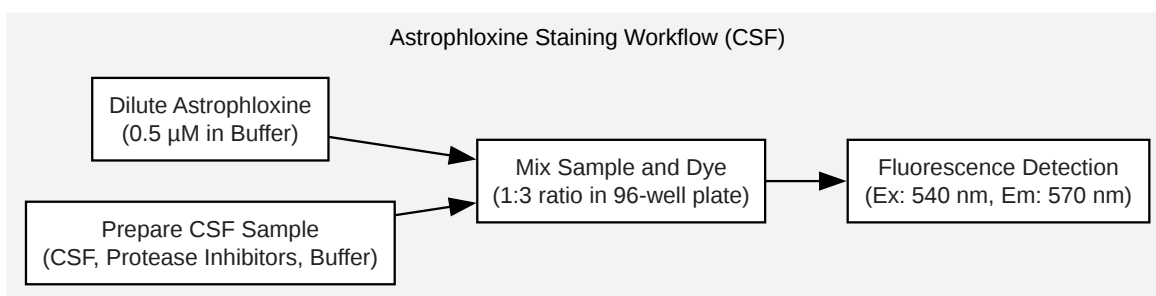 Astrophloxine Staining Workflow (CSF)
Dilute Astrophloxine
(0.5 µM in Buffer)
Prepare CSF Sample
(CSF, Protease Inhibitors, Buffer)
Mix Sample and Dye
(1:3 ratio in 96-well plate)
Fluorescence Detection
(Ex: 540 nm, Em: 570 nm)